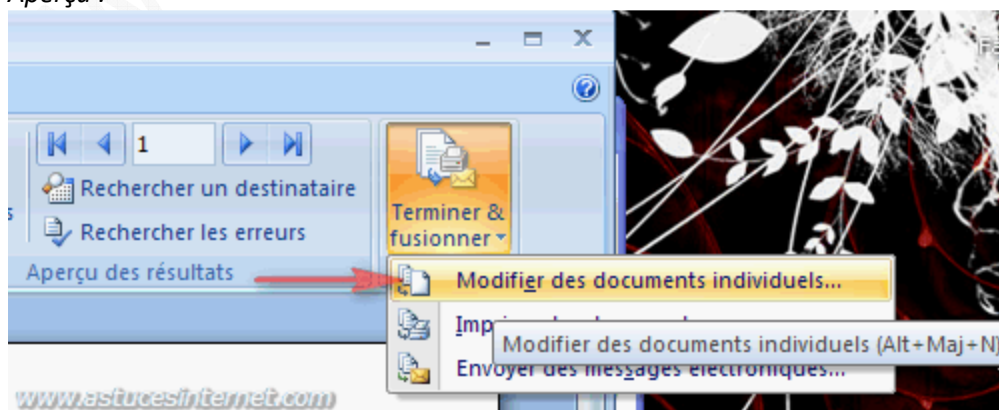 Aperçu :
1
Rechercher un destinataire
Rechercher les erreurs
Aperçu des résultats
Terminer &
fusionner
Modifier des documents individuels...
Imp
Modifier des documents individuels (Alt+Maj+N)
Envoyer des messages électroniques...
www.astucesinternet.com